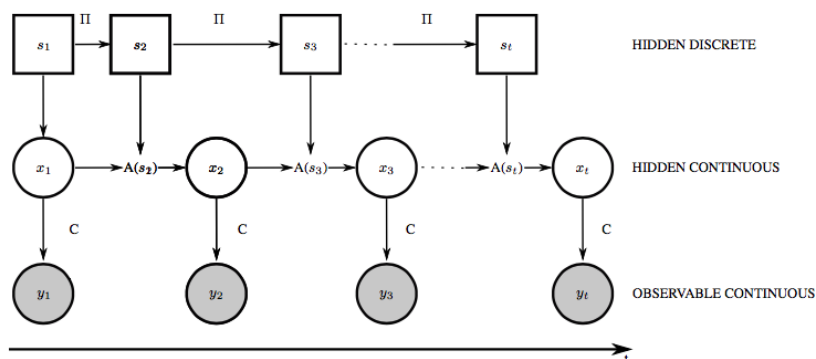 Π Π Π
s₁ s₂ s₃ sₜ HIDDEN DISCRETE
x₁ A(s₂) x₂ A(s₃) x₃ A(sₜ) xₜ HIDDEN CONTINUOUS
C C C C
y₁ y₂ y₃ yₜ OBSERVABLE CONTINUOUS